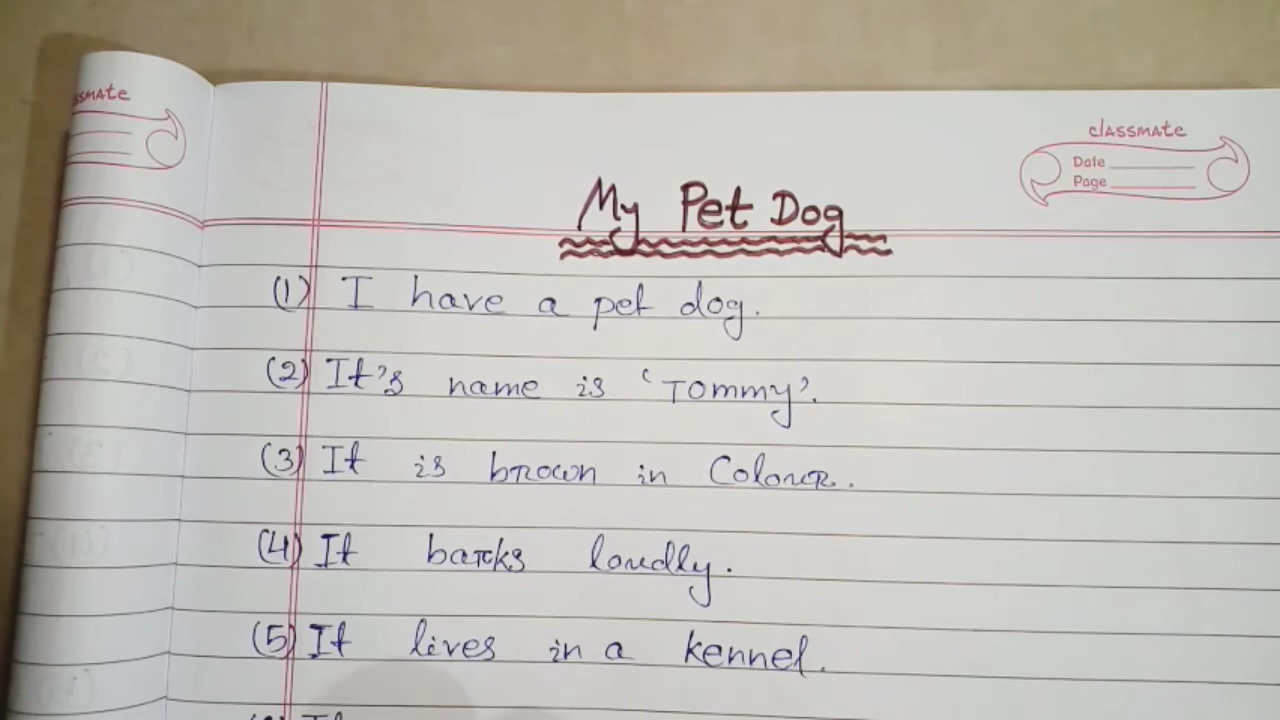 ssmate
classmate
Date
Page
My Pet Dog
(1) I have a pet dog.
(2) It's name is 'Tommy'.
(3) It is brown in Colour.
(4) It barks loudly.
(5) It lives in a kennel.